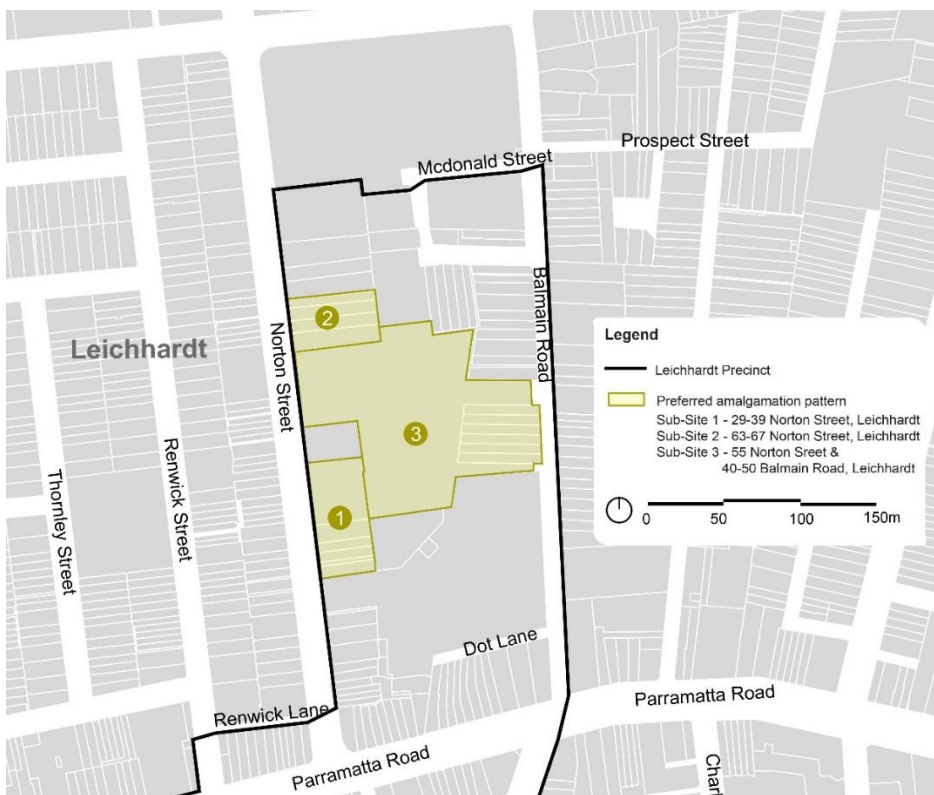 Prospect Street
Mcdonald Street
Balmain Road
2
Norton Street
Leichhardt
Legend
Leichhardt Precinct
Preferred amalgamation pattern
Sub-Site 1 - 29-39 Norton Street, Leichhardt
Sub-Site 2 - 63-67 Norton Street, Leichhardt
Sub-Site 3 - 55 Norton Sreet &
40-50 Balmain Road, Leichhardt
0 50 100 150m
3
Renwick Street
Thornley Street
1
Dot Lane
Renwick Lane
Parramatta Road
Parramatta Road
Charl